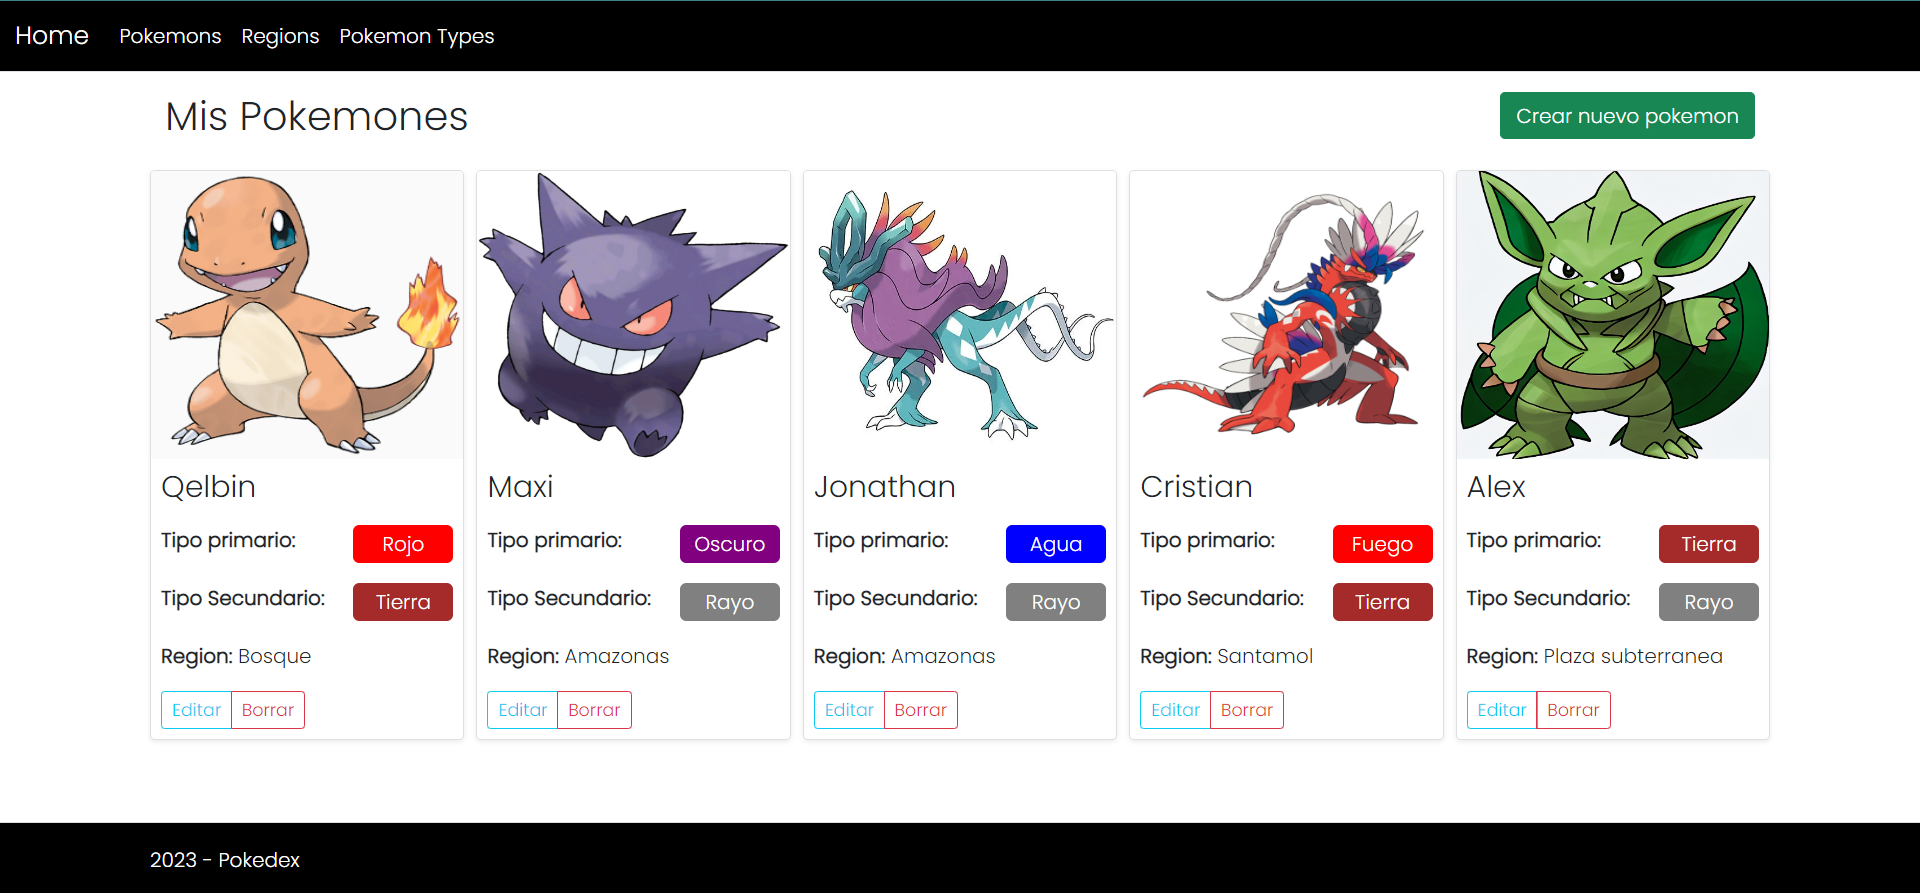 Home Pokemons Regions Pokemon Types
Mis Pokemones
Crear nuevo pokemon
Qelbin
Tipo primario: Rojo
Tipo Secundario: Tierra
Region: Bosque
Editar Borrar
Maxi
Tipo primario: Oscuro
Tipo Secundario: Rayo
Region: Amazonas
Editar Borrar
Jonathan
Tipo primario: Agua
Tipo Secundario: Rayo
Region: Amazonas
Editar Borrar
Cristian
Tipo primario: Fuego
Tipo Secundario: Tierra
Region: Santamol
Editar Borrar
Alex
Tipo primario: Tierra
Tipo Secundario: Rayo
Region: Plaza subterranea
Editar Borrar
2023 - Pokedex